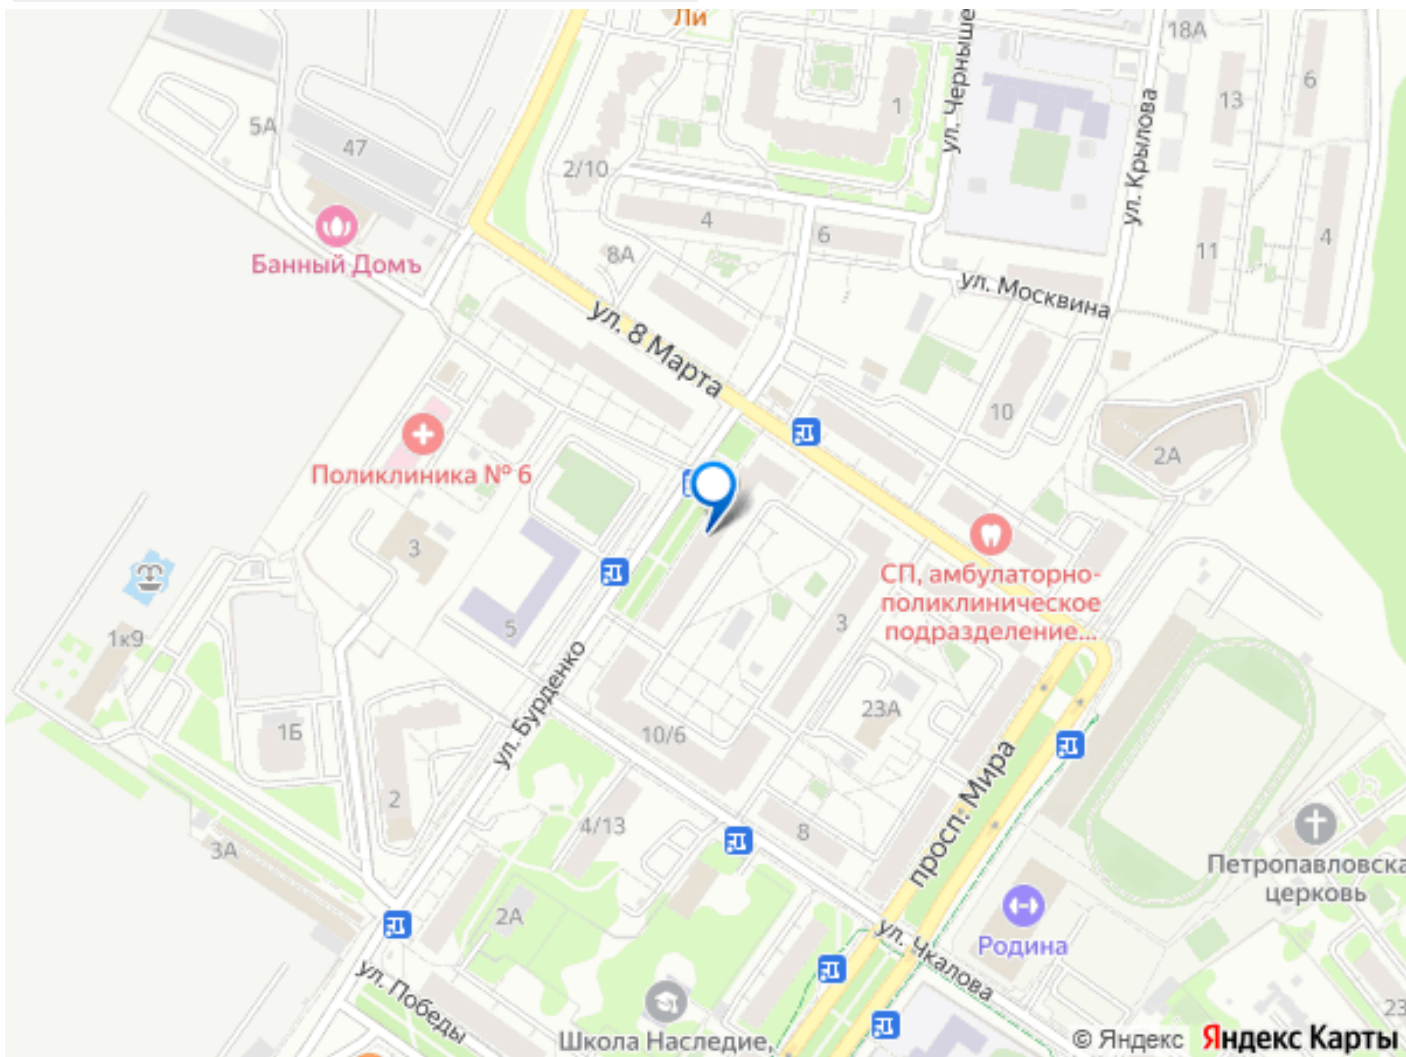 Ли
18А
ул. Черныше
1
13
6
5А
47
ул. Крылова
2/10
4
6
8А
11
4
Банный Домъ
ул. Москвина
ул. 8 Марта
10
2А
Поликлиника № 6
3
СП, амбулаторно-
поликлиническое
подразделение...
1к9
5
3
ул. Бурденко
23А
1Б
10/6
просп. Мира
2
4/13
8
3А
Петропавловска
церковь
2А
Родина
ул. Чкалова
ул. Победы
23
Школа Наследие,
© Яндекс Яндекс Карты